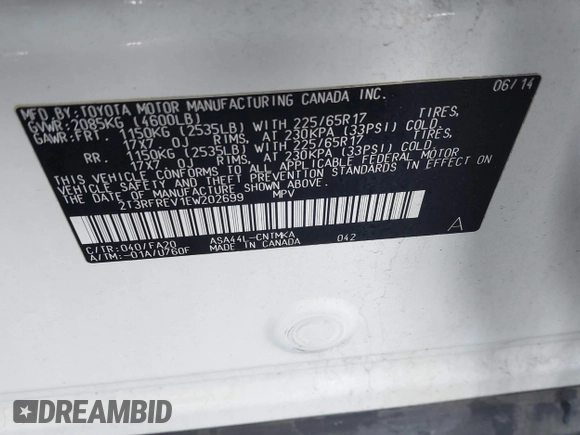 MFD.BY:TOYOTA MOTOR MANUFACTURING CANADA INC. 06/14
GVWR:2085KG (4600LB)
GAWR:FRT 1150KG (2535LB) WITH 225/65R17 TIRES,
17X7.0J RIMS, AT 230KPA (33PSI) COLD.
RR. 1150KG (2535LB) WITH 225/65R17 TIRES,
17X7.0J RIMS, AT 230KPA (33PSI) COLD.
THIS VEHICLE CONFORMS TO ALL APPLICABLE FEDERAL MOTOR
VEHICLE SAFETY AND THEFT PREVENTION STANDARDS IN EFFECT ON
THE DATE OF MANUFACTURE SHOWN ABOVE.
2T3RFREV1EW202699 MPV
A
C/TR:040/FA20 ASA44L-CNTMKA 042
A/TM:-01A/U760F MADE IN CANADA
DREAMBID